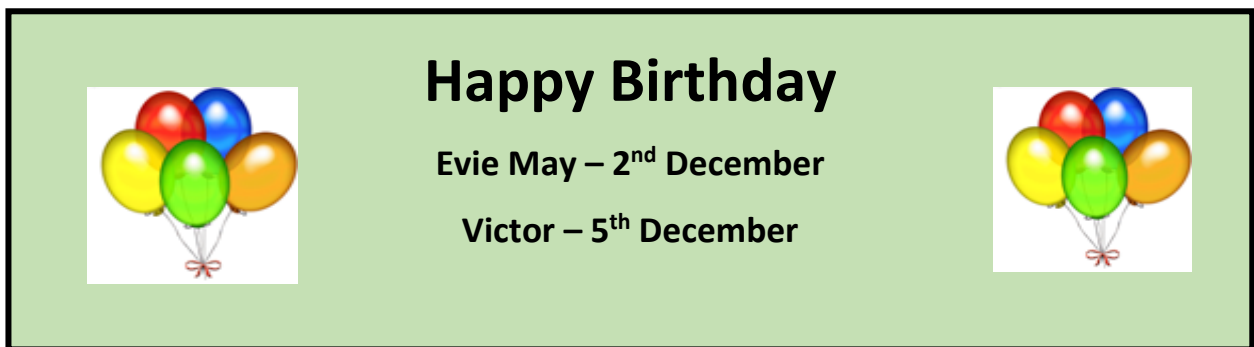 Happy Birthday
Evie May – 2nd December
Victor – 5th December